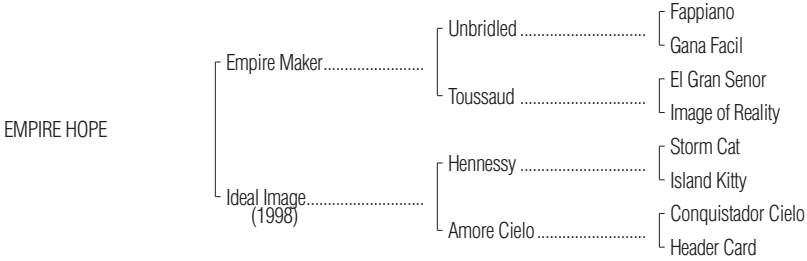 Fappiano
Unbridled ..............................
Gana Facil
Empire Maker........................
El Gran Senor
Toussaud ..............................
Image of Reality
EMPIRE HOPE
Storm Cat
Hennessy ..............................
Island Kitty
Ideal Image............................
(1998)
Conquistador Cielo
Amore Cielo..........................
Header Card